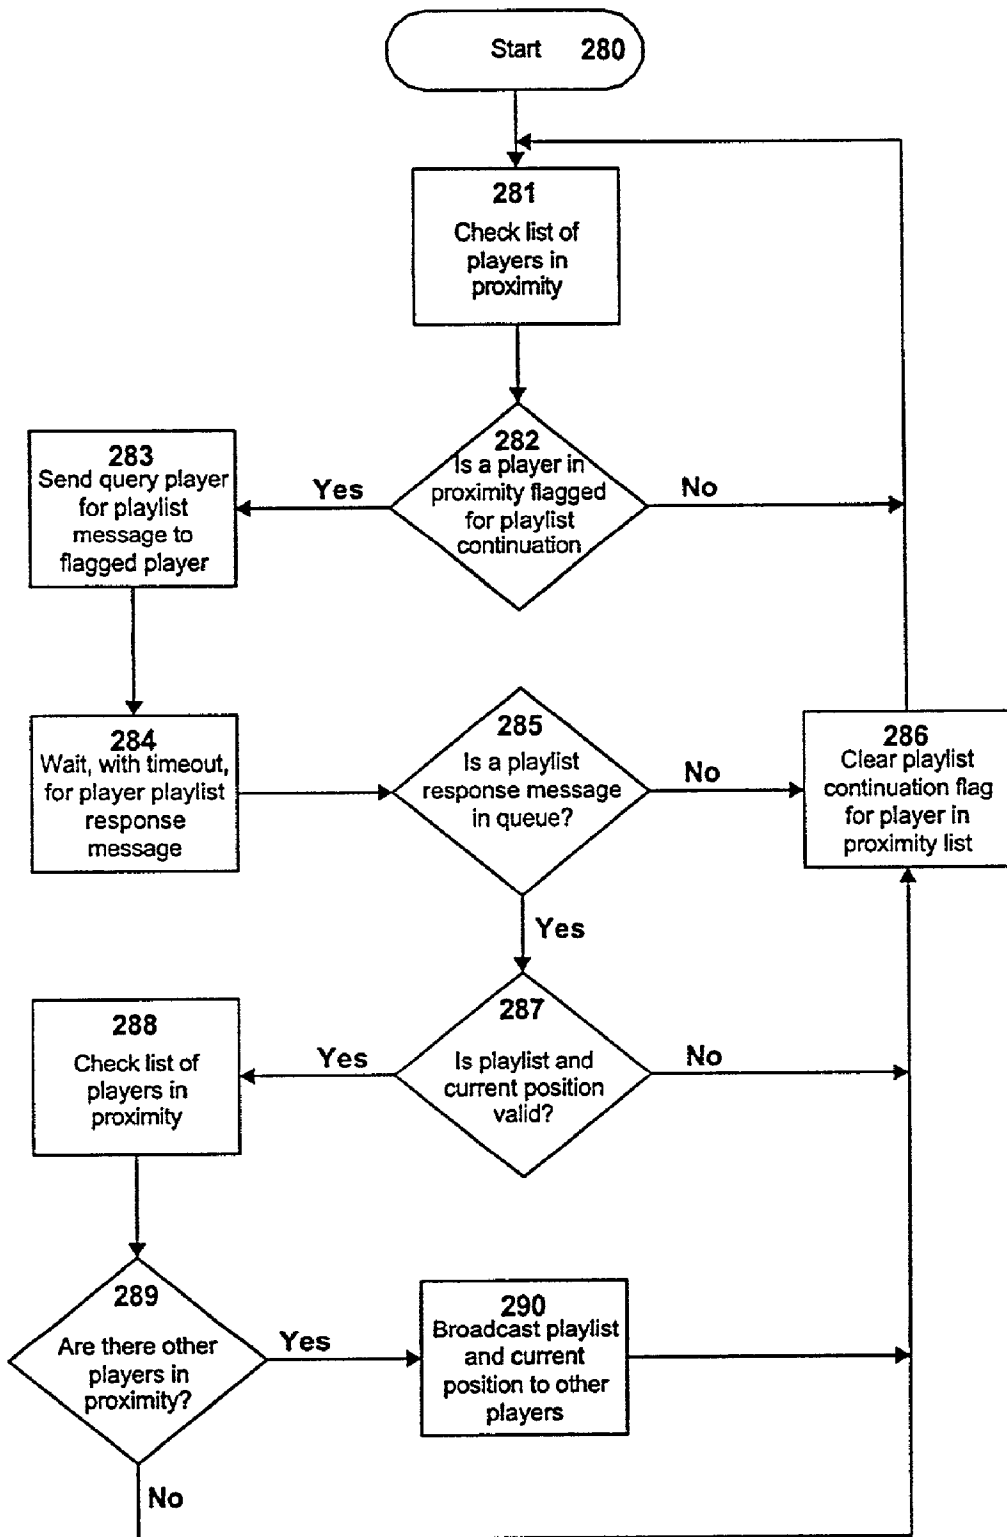 Start 280
281
Check list of
players in
proximity
282
Is a player in
proximity flagged
for playlist
continuation
Yes
No
283
Send query player
for playlist
message to
flagged player
284
Wait, with timeout,
for player playlist
response
message
285
Is a playlist
response message
in queue?
No
Yes
286
Clear playlist
continuation flag
for player in
proximity list
287
Is playlist and
current position
valid?
Yes
No
288
Check list of
players in
proximity
289
Are there other
players in
proximity?
Yes
No
290
Broadcast playlist
and current
position to other
players